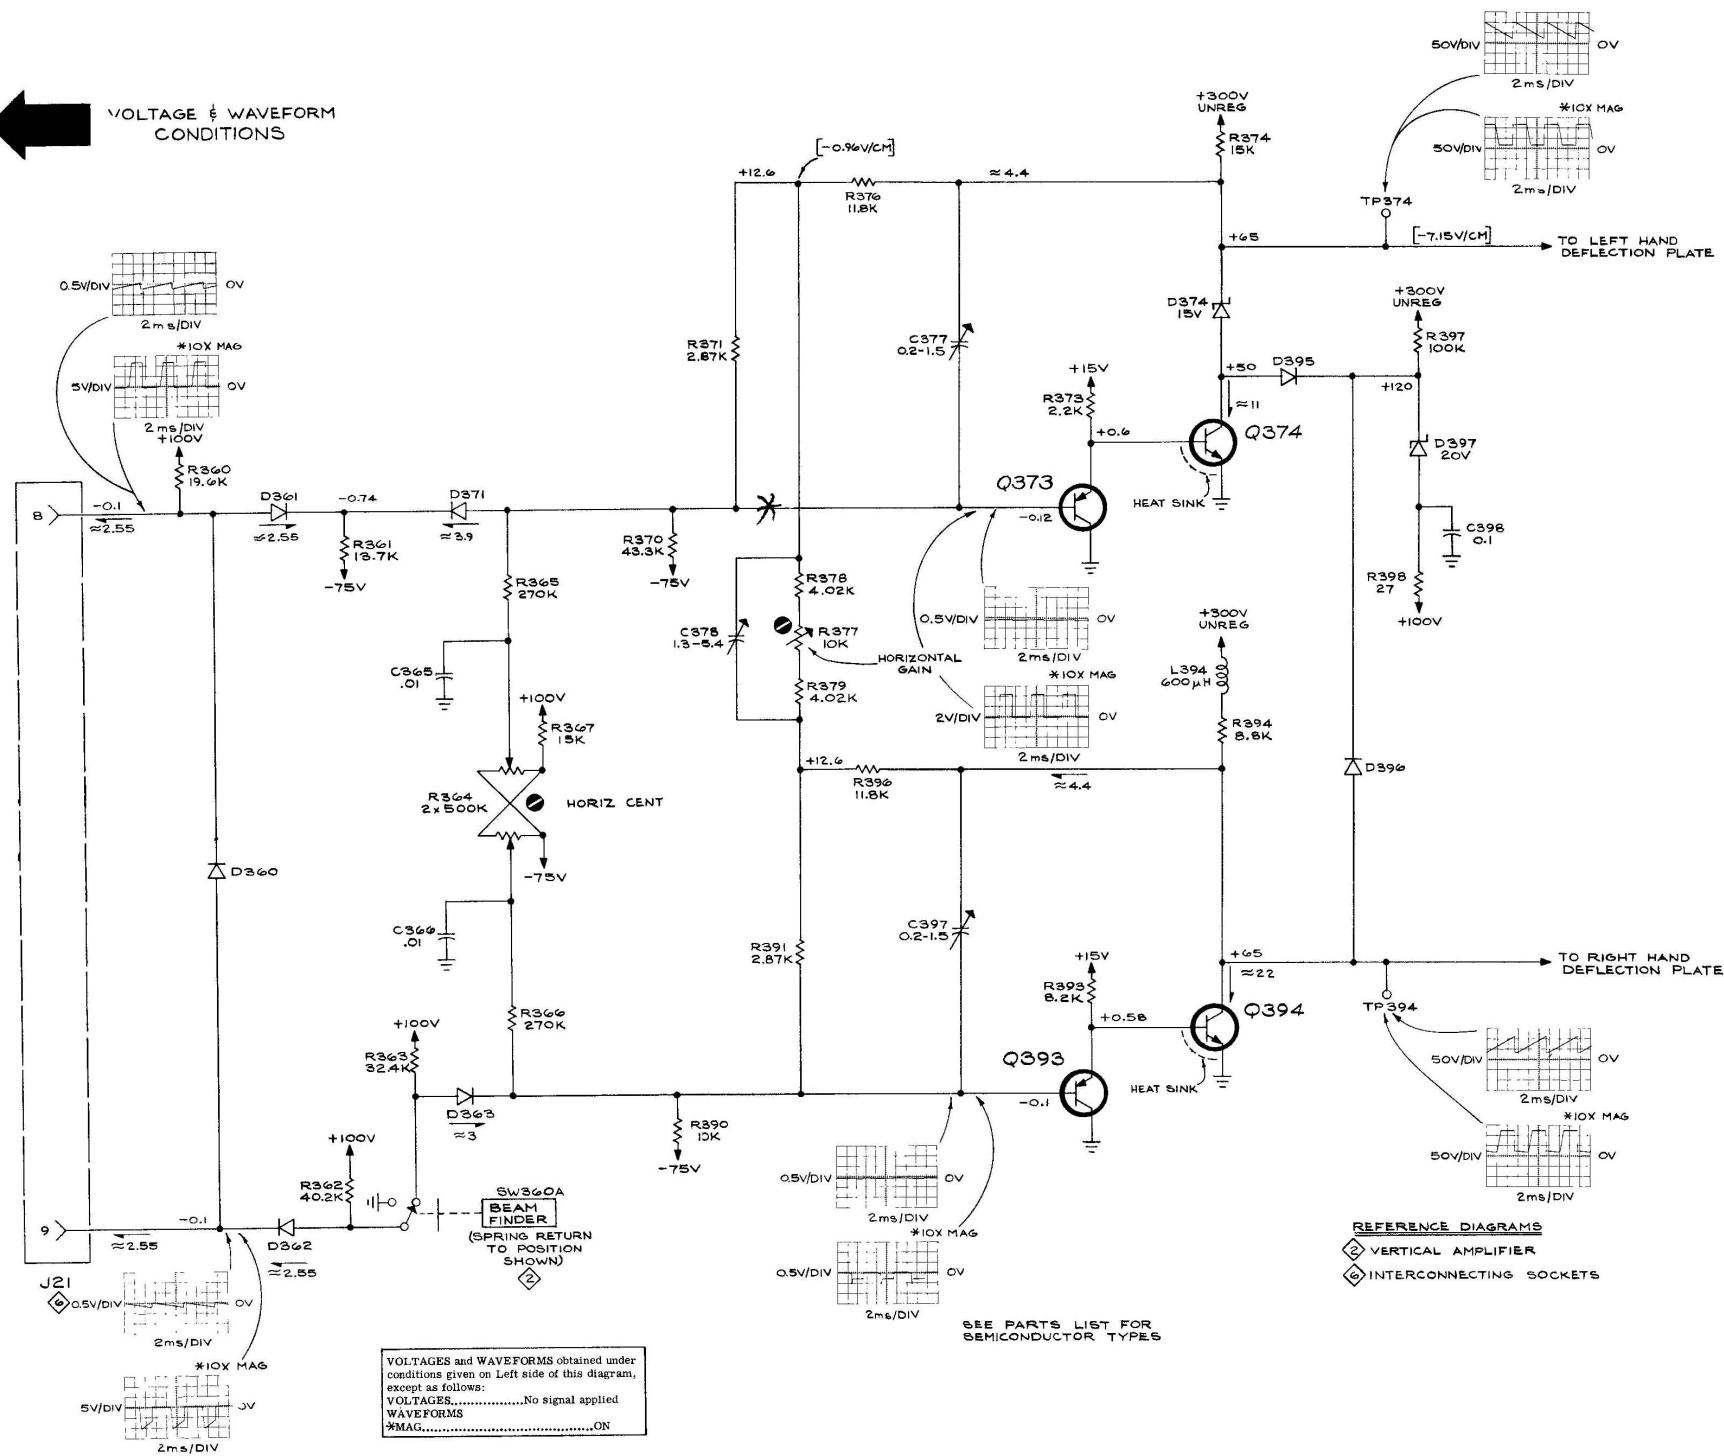 VOLTAGE & WAVEFORM
CONDITIONS
50V/DIV
0V
2ms/DIV
*10X MAG
50V/DIV
0V
2ms/DIV
TP374
[-7.15V/CM]
TO LEFT HAND
DEFLECTION PLATE
+300V
UNREG
R374
15K
[-0.96V/CM]
+12.6
R376
11.8K
≈4.4
+65
D374
15V
+50
D395
≈11
+300V
UNREG
R397
100K
+120
D397
20V
C398
0.1
R398
27
+100V
0.5V/DIV
0V
2ms/DIV
*10X MAG
5V/DIV
0V
2ms/DIV
+100V
R360
19.6K
8
-0.1
≈2.55
D361
≈2.55
-0.74
R361
13.7K
-75V
D371
≈3.9
R371
2.87K
C377
0.2-1.5
+15V
R373
2.2K
+0.6
Q374
HEAT SINK
Q373
-0.12
R370
43.3K
-75V
R365
270K
C365
.01
R378
4.02K
C378
1.3-5.4
R377
10K
R379
4.02K
HORIZONTAL
GAIN
0.5V/DIV
0V
2ms/DIV
*10X MAG
2V/DIV
0V
2ms/DIV
+300V
UNREG
L394
600µH
R394
8.8K
+100V
R367
15K
R364
2x500K
HORIZ CENT
-75V
+12.6
R396
11.8K
≈4.4
D396
D360
C366
.01
R391
2.87K
C397
0.2-1.5
+15V
R393
8.2K
+0.58
+65
≈22
Q394
HEAT SINK
Q393
-0.1
TO RIGHT HAND
DEFLECTION PLATE
TP394
50V/DIV
0V
2ms/DIV
*10X MAG
50V/DIV
0V
2ms/DIV
R366
270K
+100V
R363
32.4K
D363
≈3
R390
10K
-75V
+100V
R362
40.2K
SW360A
BEAM
FINDER
(SPRING RETURN
TO POSITION
SHOWN)
2
9
-0.1
≈2.55
D362
≈2.55
J21
6
0.5V/DIV
0V
2ms/DIV
*10X MAG
5V/DIV
0V
2ms/DIV
0.5V/DIV
0V
2ms/DIV
*10X MAG
0.5V/DIV
0V
2ms/DIV
REFERENCE DIAGRAMS
2 VERTICAL AMPLIFIER
6 INTERCONNECTING SOCKETS
SEE PARTS LIST FOR
SEMICONDUCTOR TYPES
VOLTAGES and WAVEFORMS obtained under
conditions given on Left side of this diagram,
except as follows:
VOLTAGES.................No signal applied
WAVEFORMS
*MAG....................................ON